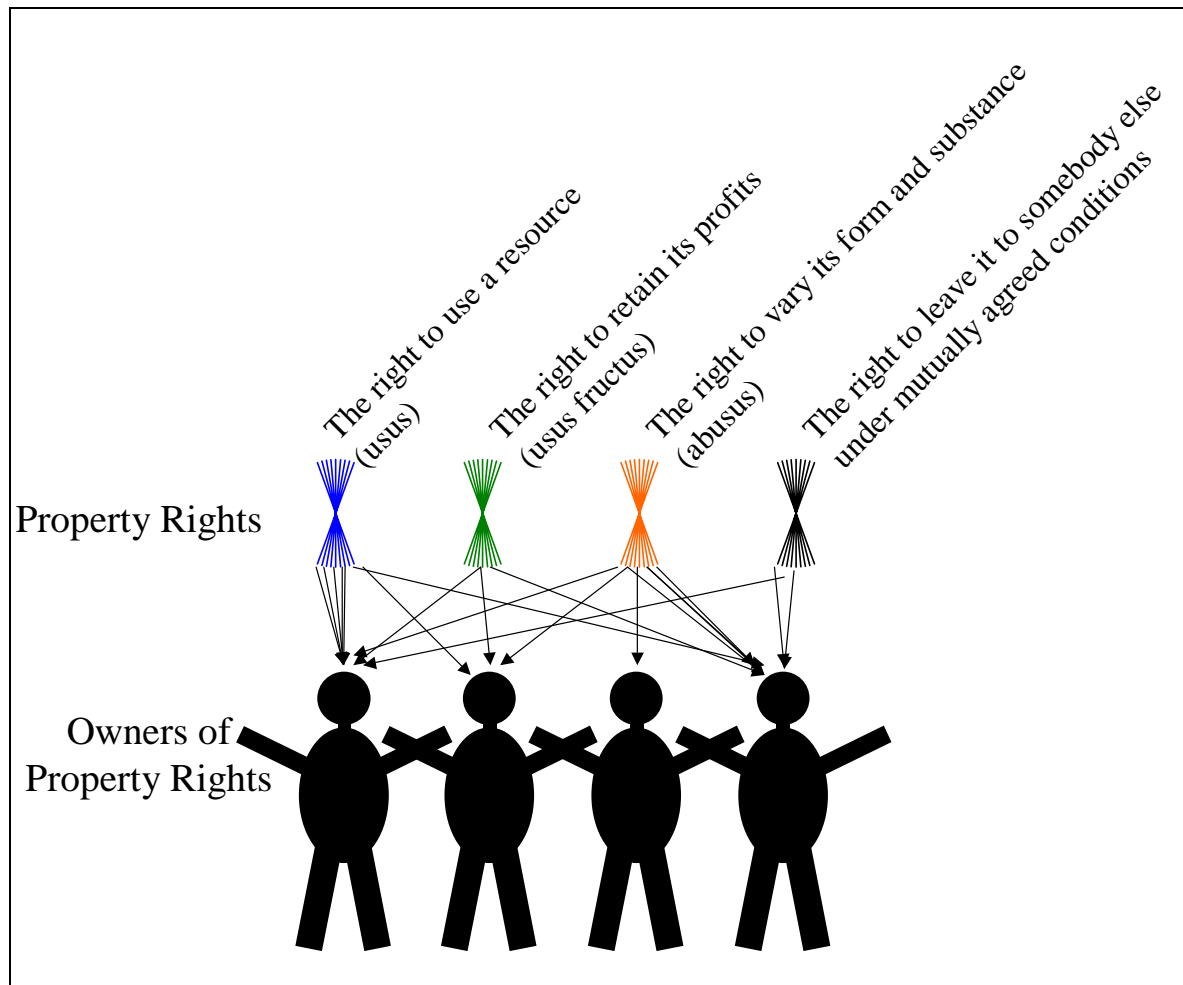 The right to use a resource
(usus)
The right to retain its profits
(usus fructus)
The right to vary its form and substance
(abusus)
The right to leave it to somebody else
under mutually agreed conditions
Property Rights
Owners of
Property Rights